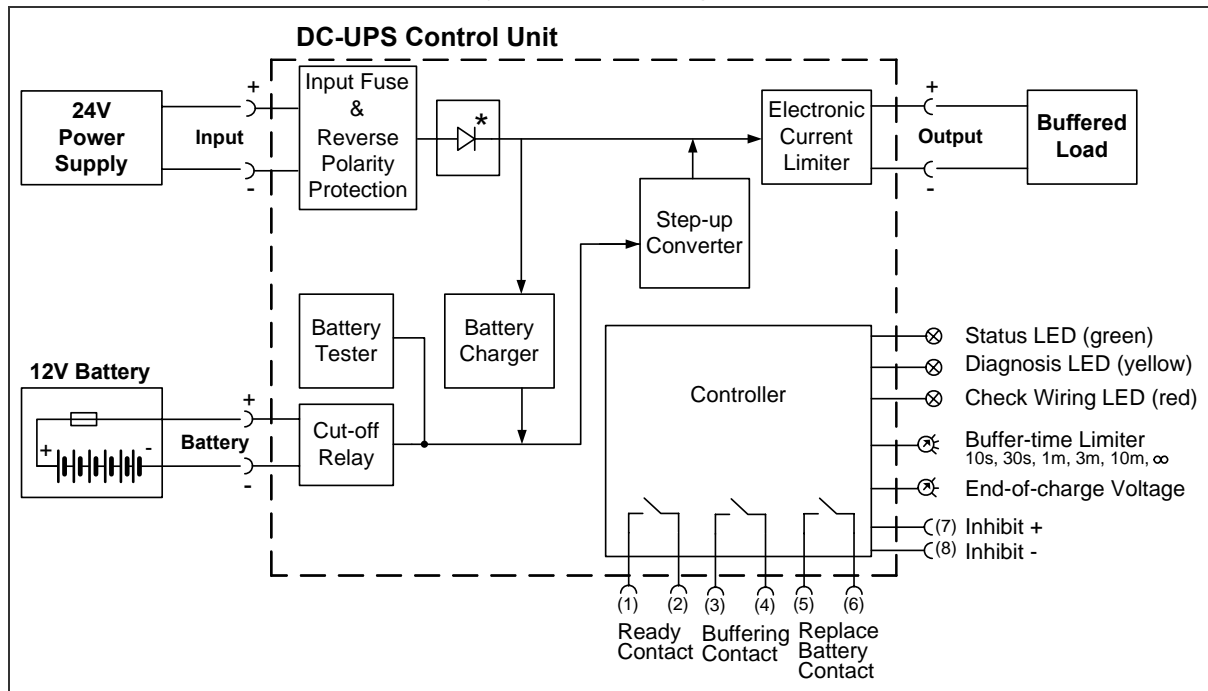 DC-UPS Control Unit
24V
Power
Supply
+
Input
-
Input Fuse
&
Reverse
Polarity
Protection
*
Electronic
Current
Limiter
+
Output
-
Buffered
Load
Step-up
Converter
Battery
Tester
Battery
Charger
12V Battery
+ -
+
Battery
-
Cut-off
Relay
Controller
Status LED (green)
Diagnosis LED (yellow)
Check Wiring LED (red)
Buffer-time Limiter
10s, 30s, 1m, 3m, 10m, ∞
End-of-charge Voltage
(7) Inhibit +
(8) Inhibit -
(1) (2) (3) (4) (5) (6)
Ready
Contact
Buffering
Contact
Replace
Battery
Contact